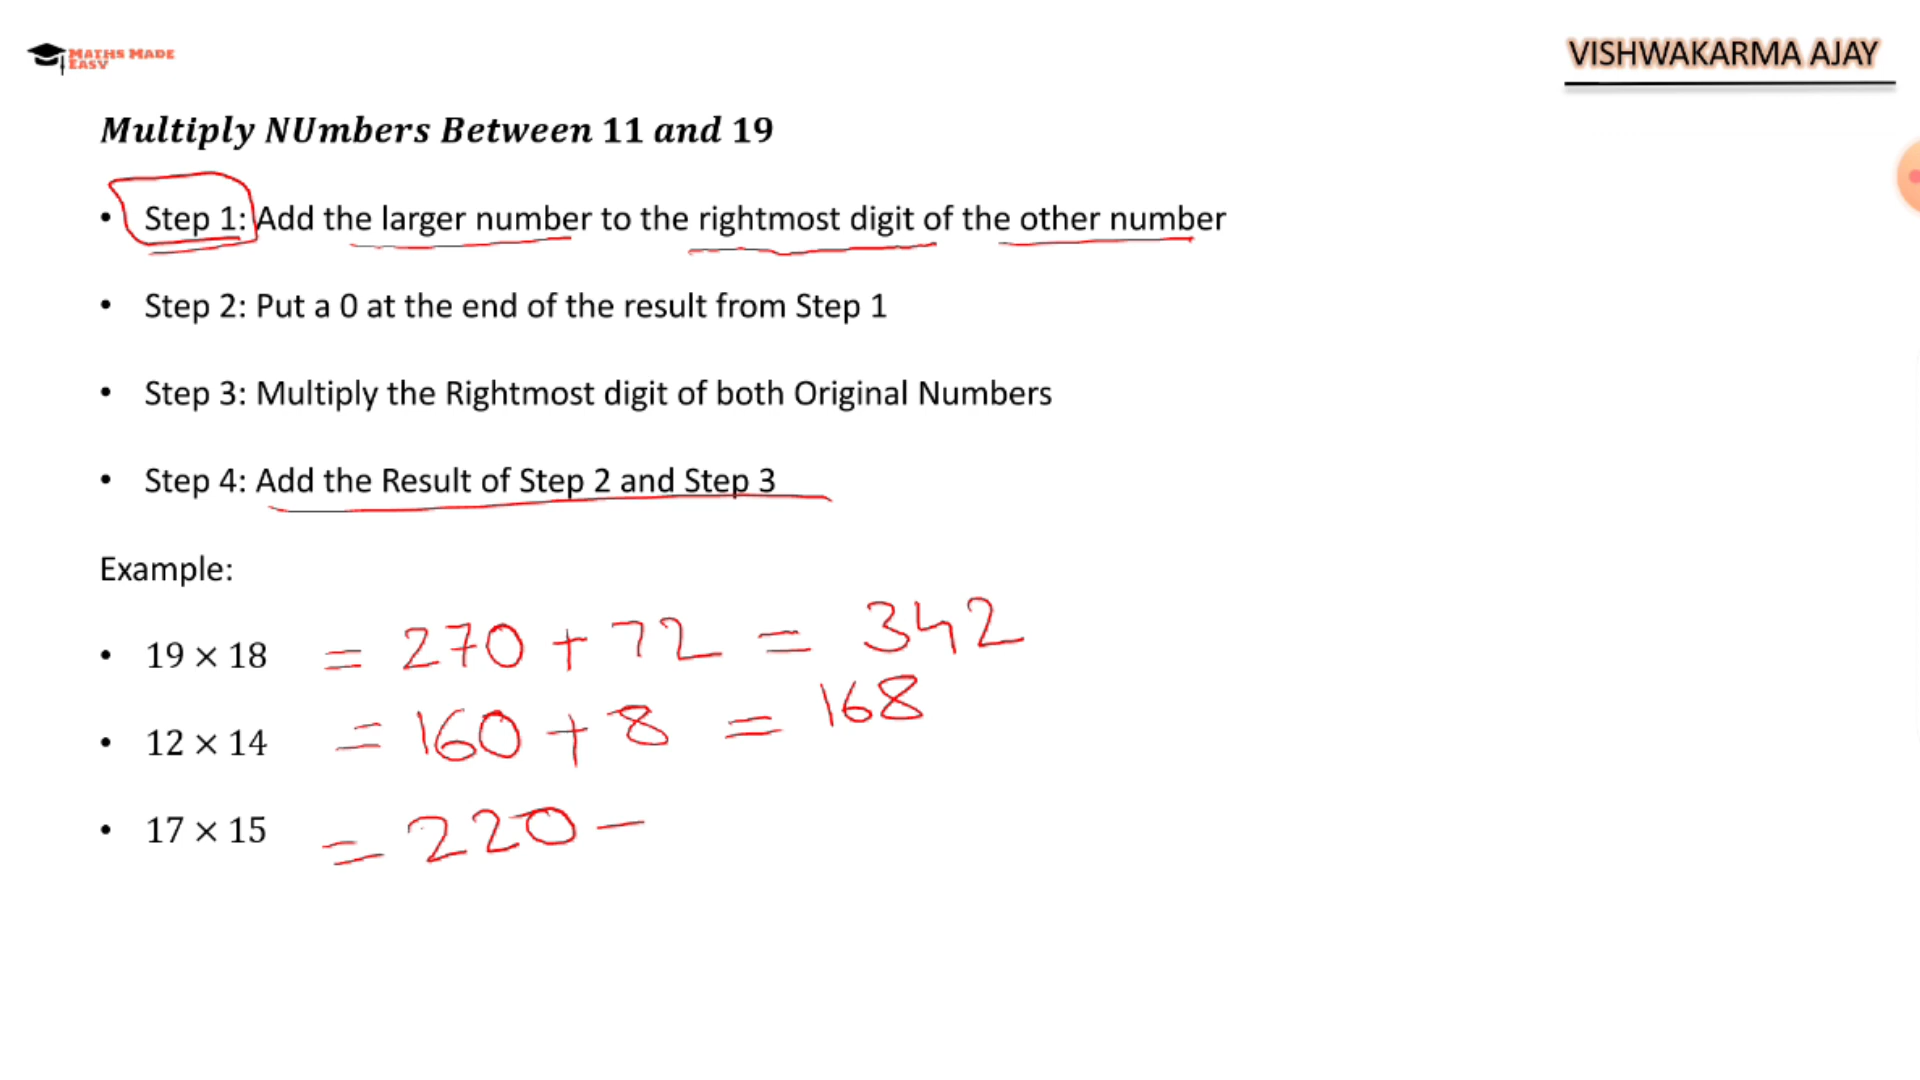 MATHS MADE
EASY
VISHWAKARMA AJAY
Multiply NUmbers Between 11 and 19
• Step 1: Add the larger number to the rightmost digit of the other number
• Step 2: Put a 0 at the end of the result from Step 1
• Step 3: Multiply the Rightmost digit of both Original Numbers
• Step 4: Add the Result of Step 2 and Step 3
Example:
• 19 × 18 = 270 + 72 = 342
• 12 × 14 = 160 + 8 = 168
• 17 × 15 = 220 –